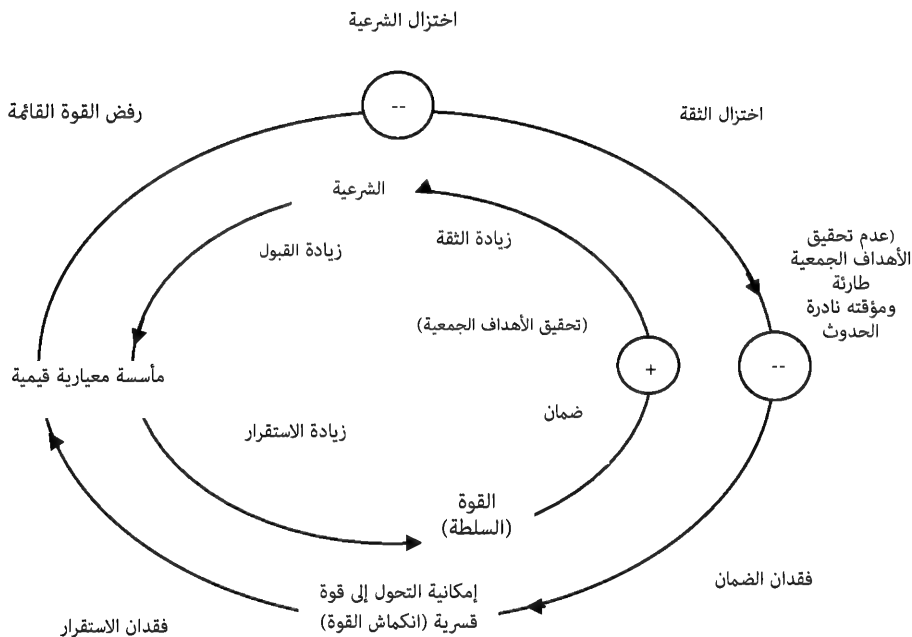 اختزال الشرعية
--
رفض القوة القائمة
اختزال الثقة
الشرعية
زيادة الثقة
زيادة القبول
(عدم تحقيق
الأهداف الجمعية
طارئة
ومؤقته نادرة
الحدوث
(تحقيق الأهداف الجمعية)
+
--
مأسسة معيارية قيمية
ضمان
زيادة الاستقرار
القوة
(السلطة)
فقدان الضمان
إمكانية التحول إلى قوة
قسرية (انكماش القوة)
فقدان الاستقرار